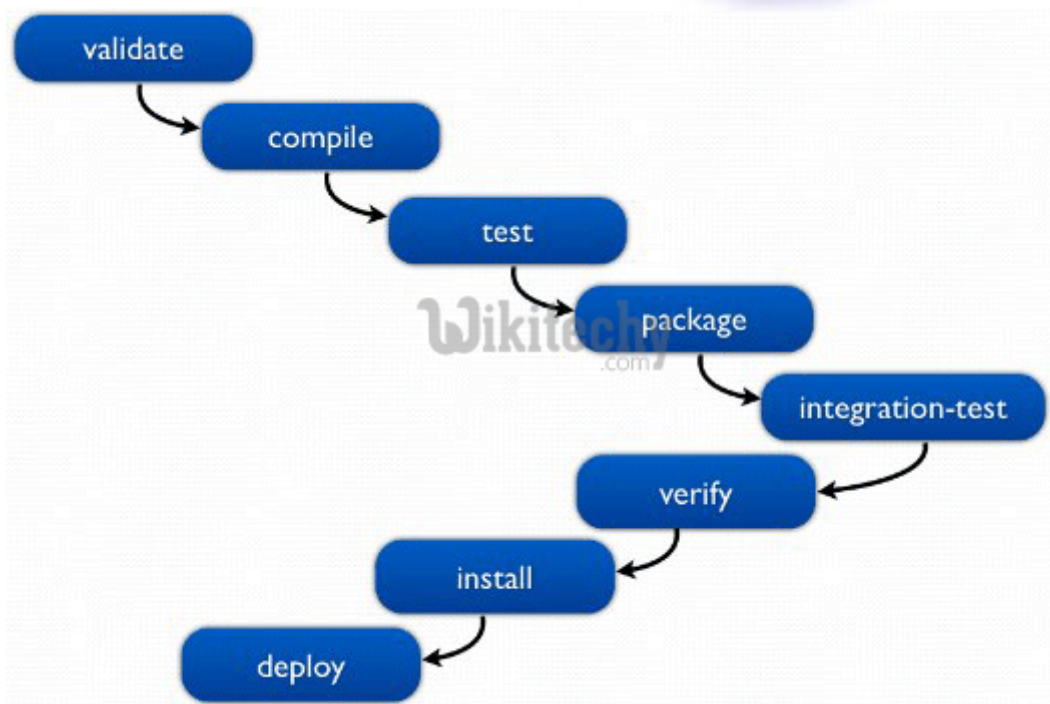 validate
compile
test
package
Wikitechy
.com
integration-test
verify
install
deploy